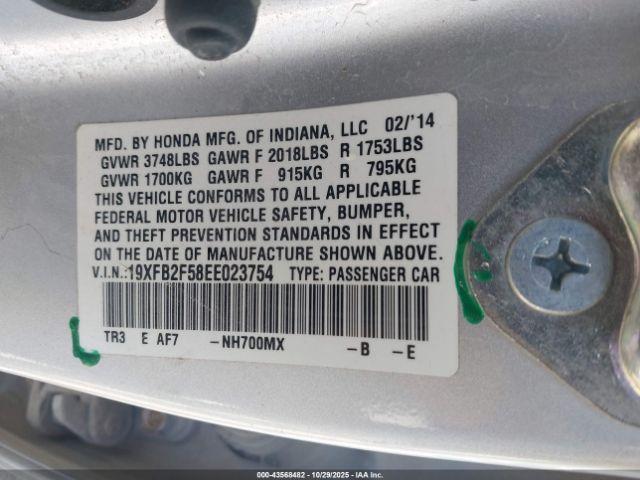 MFD. BY HONDA MFG. OF INDIANA, LLC 02/'14
GVWR 3748LBS GAWR F 2018LBS R 1753LBS
GVWR 1700KG GAWR F 915KG R 795KG
THIS VEHICLE CONFORMS TO ALL APPLICABLE
FEDERAL MOTOR VEHICLE SAFETY, BUMPER,
AND THEFT PREVENTION STANDARDS IN EFFECT
ON THE DATE OF MANUFACTURE SHOWN ABOVE.
V.I.N.:19XFB2F58EE023754 TYPE: PASSENGER CAR
TR3 E AF7 -NH700MX -B -E
000-43568482 10/29/2025 IAAI.COM